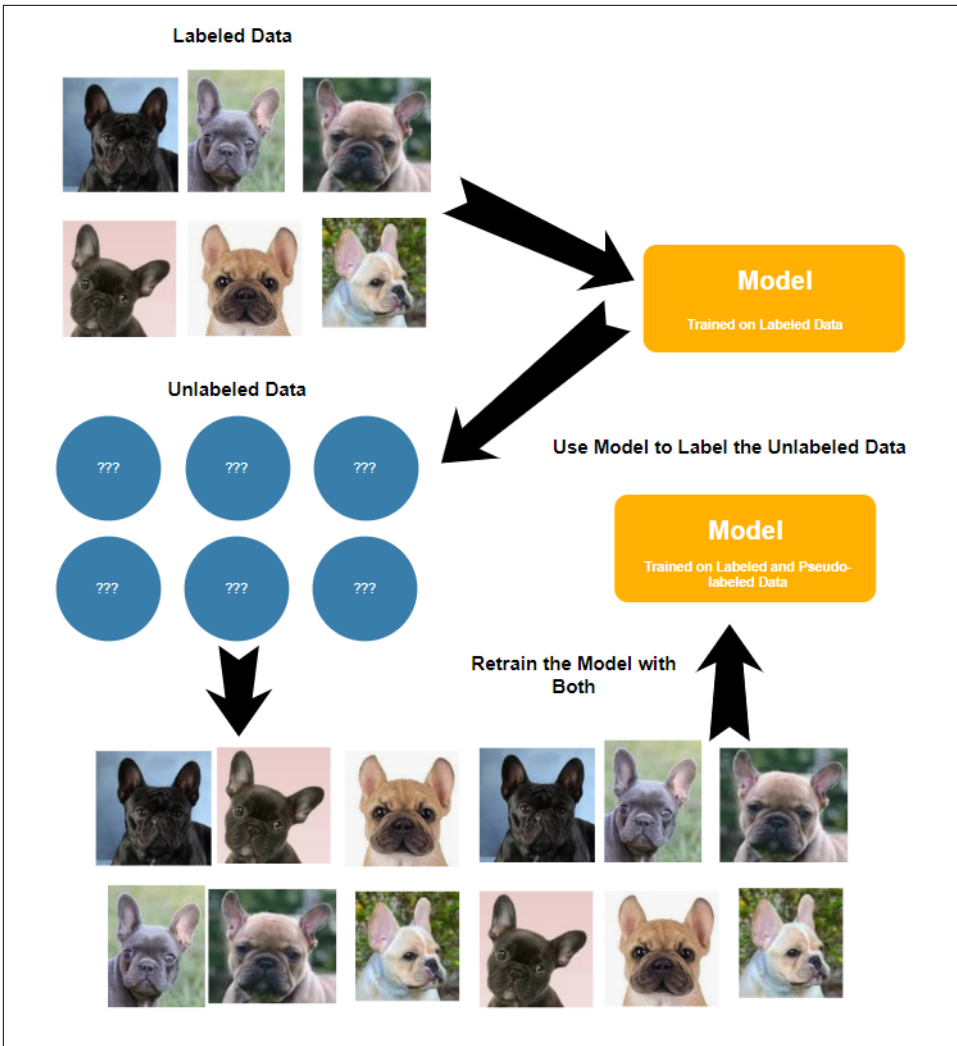 Labeled Data
Model
Trained on Labeled Data
Unlabeled Data
???
???
???
Use Model to Label the Unlabeled Data
Model
Trained on Labeled and Pseudo-
labeled Data
???
???
???
Retrain the Model with
Both